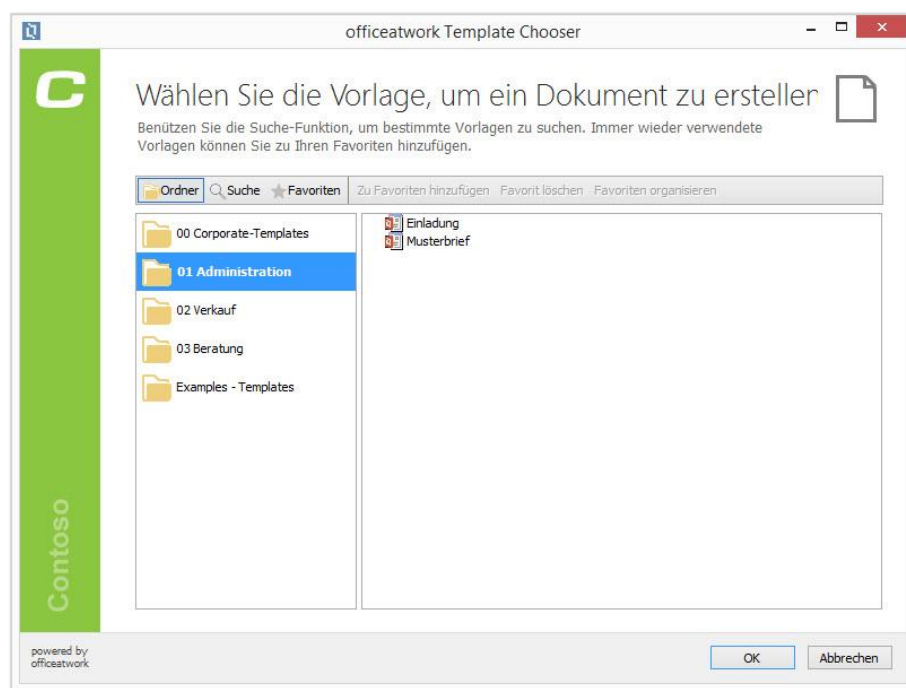 officeatwork Template Chooser
C
Wählen Sie die Vorlage, um ein Dokument zu erstellen
Benützen Sie die Suche-Funktion, um bestimmte Vorlagen zu suchen. Immer wieder verwendete
Vorlagen können Sie zu Ihren Favoriten hinzufügen.
Ordner Suche Favoriten Zu Favoriten hinzufügen Favorit löschen Favoriten organisieren
00 Corporate-Templates
01 Administration
02 Verkauf
03 Beratung
Examples - Templates
Einladung
Musterbrief
Contoso
powered by
officeatwork
OK Abbrechen